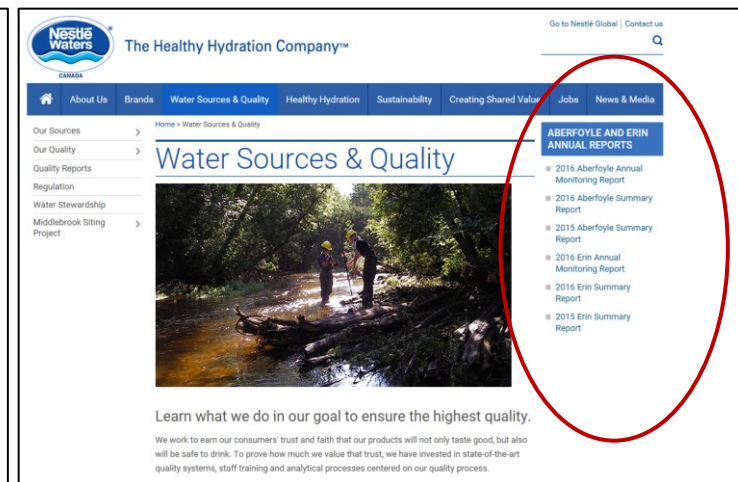 Go to Nestlé Global | Contact us
Nestlé
Waters
CANADA
The Healthy Hydration Company™
About Us Brands Water Sources & Quality Healthy Hydration Sustainability Creating Shared Value Jobs News & Media
Our Sources
Our Quality
Quality Reports
Regulation
Water Stewardship
Middlebrook Siting
Project
Home > Water Sources & Quality
Water Sources & Quality
Learn what we do in our goal to ensure the highest quality.
We work to earn our consumers' trust and faith that our products will not only taste good, but also
will be safe to drink. To prove how much we value that trust, we have invested in state-of-the-art
quality systems, staff training and analytical processes centered on our quality process.
ABERFOYLE AND ERIN
ANNUAL REPORTS
2016 Aberfoyle Annual
Monitoring Report
2016 Aberfoyle Summary
Report
2015 Aberfoyle Summary
Report
2016 Erin Annual
Monitoring Report
2016 Erin Summary
Report
2015 Erin Summary
Report